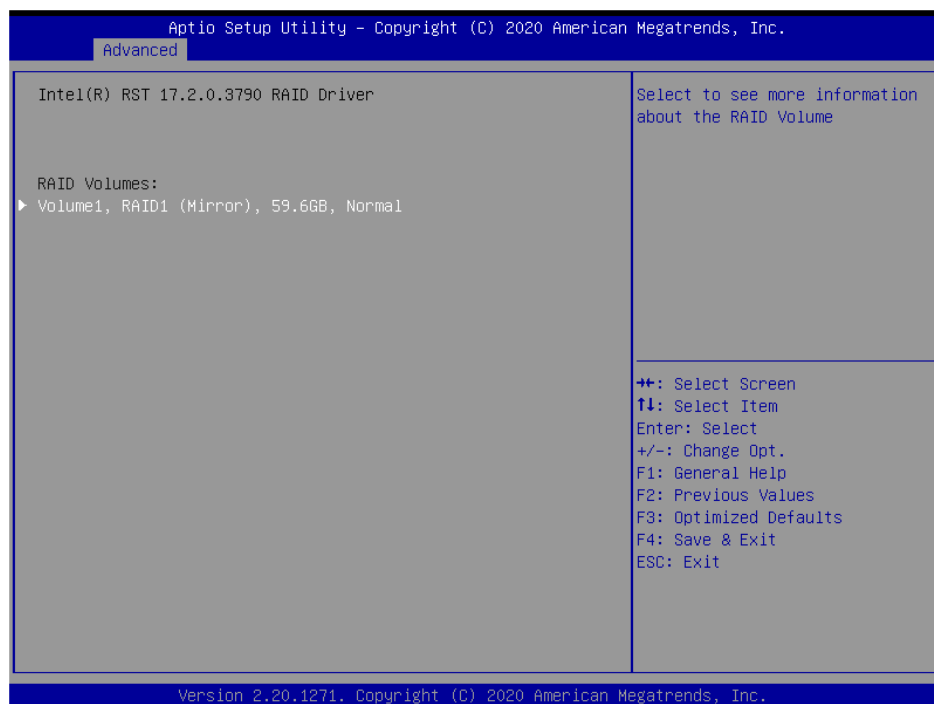 Aptio Setup Utility – Copyright (C) 2020 American Megatrends, Inc.
Advanced
Intel(R) RST 17.2.0.3790 RAID Driver
RAID Volumes:
Volume1, RAID1 (Mirror), 59.6GB, Normal
Select to see more information
about the RAID Volume
→←: Select Screen
↑↓: Select Item
Enter: Select
+/-: Change Opt.
F1: General Help
F2: Previous Values
F3: Optimized Defaults
F4: Save & Exit
ESC: Exit
Version 2.20.1271. Copyright (C) 2020 American Megatrends, Inc.